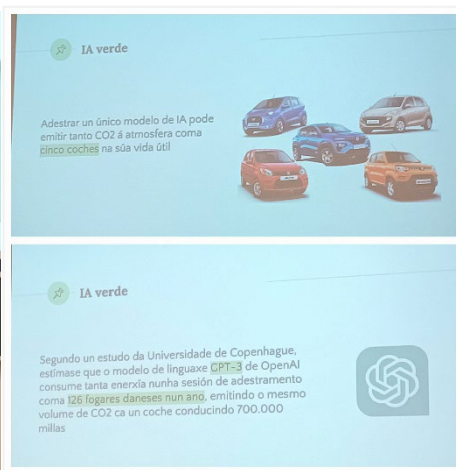 IA verde
Adestrar un único modelo de IA pode
emitir tanto CO2 á atmosfera coma
cinco coches na súa vida útil
IA verde
Segundo un estudo da Universidade de Copenhague,
estímase que o modelo de linguaxe GPT-3 de OpenAI
consume tanta enerxía nunha sesión de adestramento
coma 126 fogares daneses nun ano, emitindo o mesmo
volume de CO2 ca un coche conducindo 700.000
millas